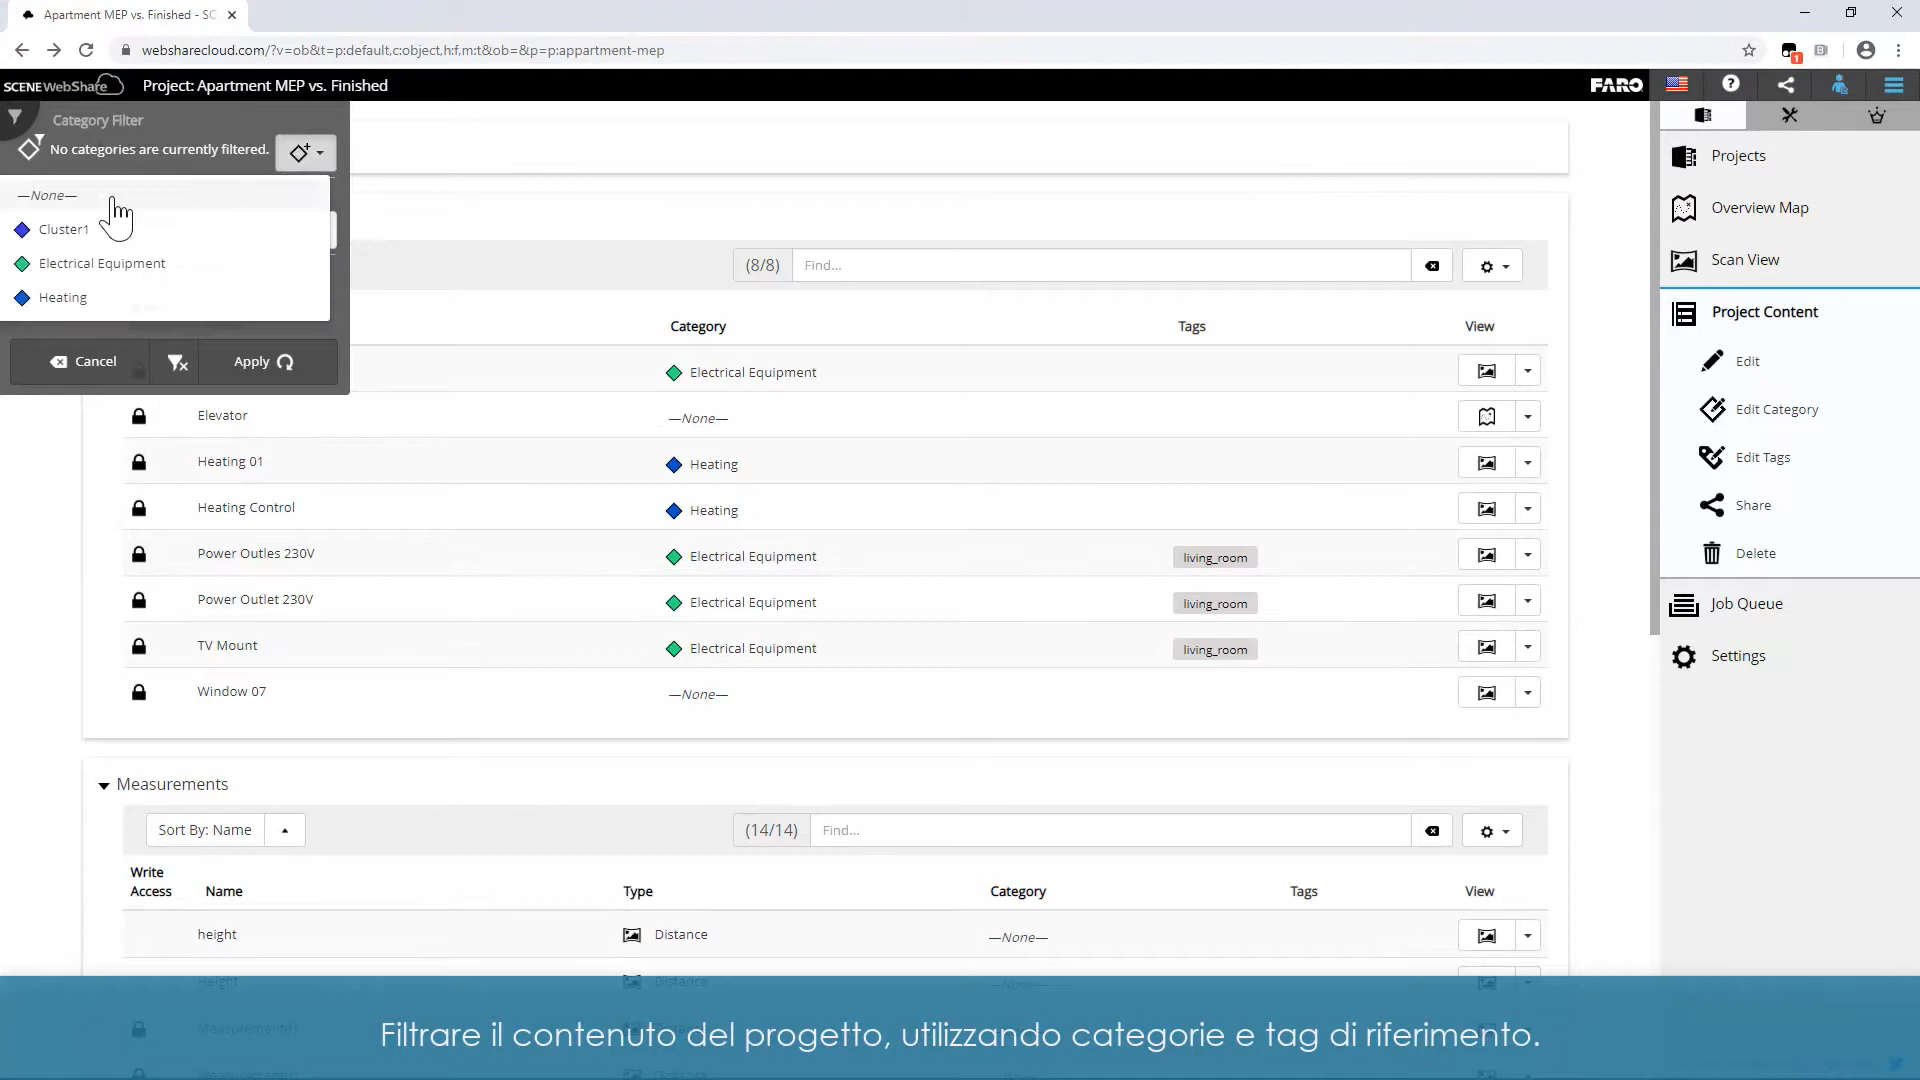 Apartment MEP vs. Finished - SC
websharecloud.com/?v=ob&t=p:default,c:object,h:f,m:t&ob=&p=p:appartment-mep
1
SCENE WebShare
Project: Apartment MEP vs. Finished
FARO
Category Filter
No categories are currently filtered.
—None—
Cluster1
Electrical Equipment
Heating
Cancel
Apply
(8/8)
Find...
Category
Tags
View
Electrical Equipment
Elevator
—None—
Heating 01
Heating
Heating Control
Heating
Power Outles 230V
Electrical Equipment
living_room
Power Outlet 230V
Electrical Equipment
living_room
TV Mount
Electrical Equipment
living_room
Window 07
—None—
Measurements
Sort By: Name
(14/14)
Find...
Write Access
Name
Type
Category
Tags
View
height
Distance
—None—
Height
Distance
—None—
Projects
Overview Map
Scan View
Project Content
Edit
Edit Category
Edit Tags
Share
Delete
Job Queue
Settings
Filtrare il contenuto del progetto, utilizzando categorie e tag di riferimento.